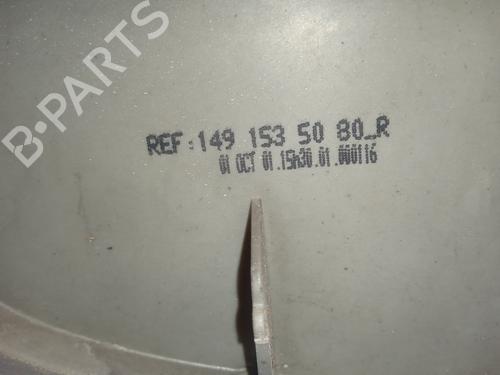 B-PARTS
REF:149 153 50 80_R
01 OCT 01.15h30.01.000116